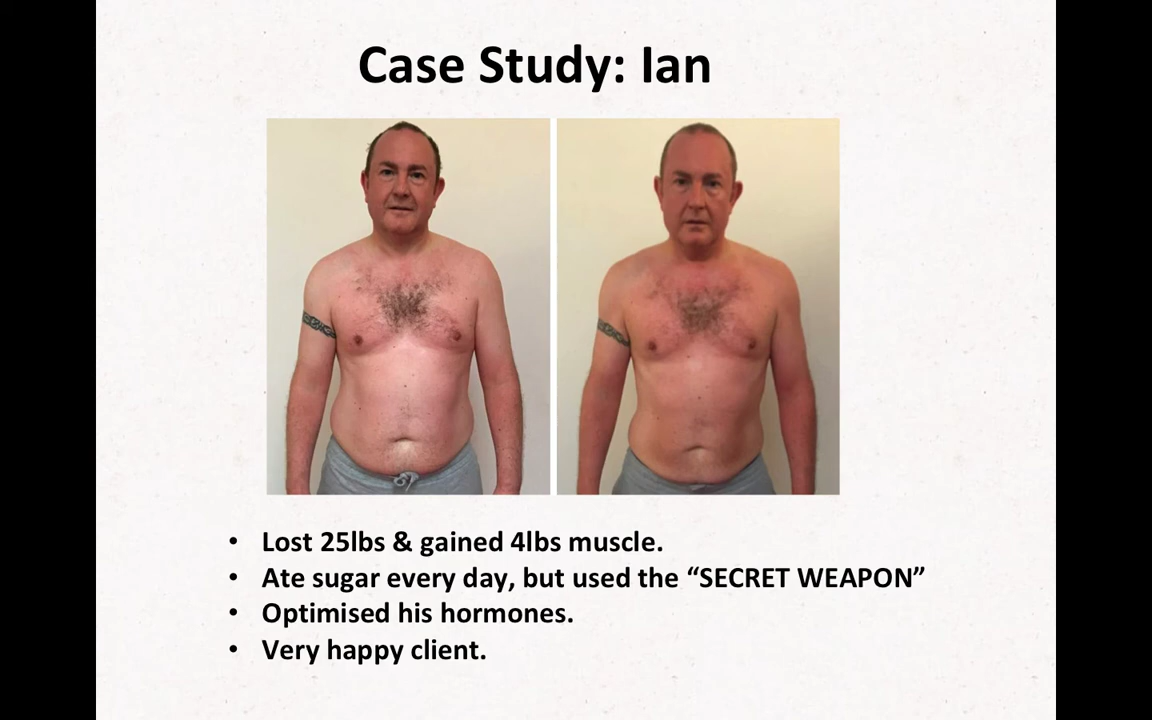 Case Study: Ian
• Lost 25lbs & gained 4lbs muscle.
• Ate sugar every day, but used the “SECRET WEAPON”
• Optimised his hormones.
• Very happy client.